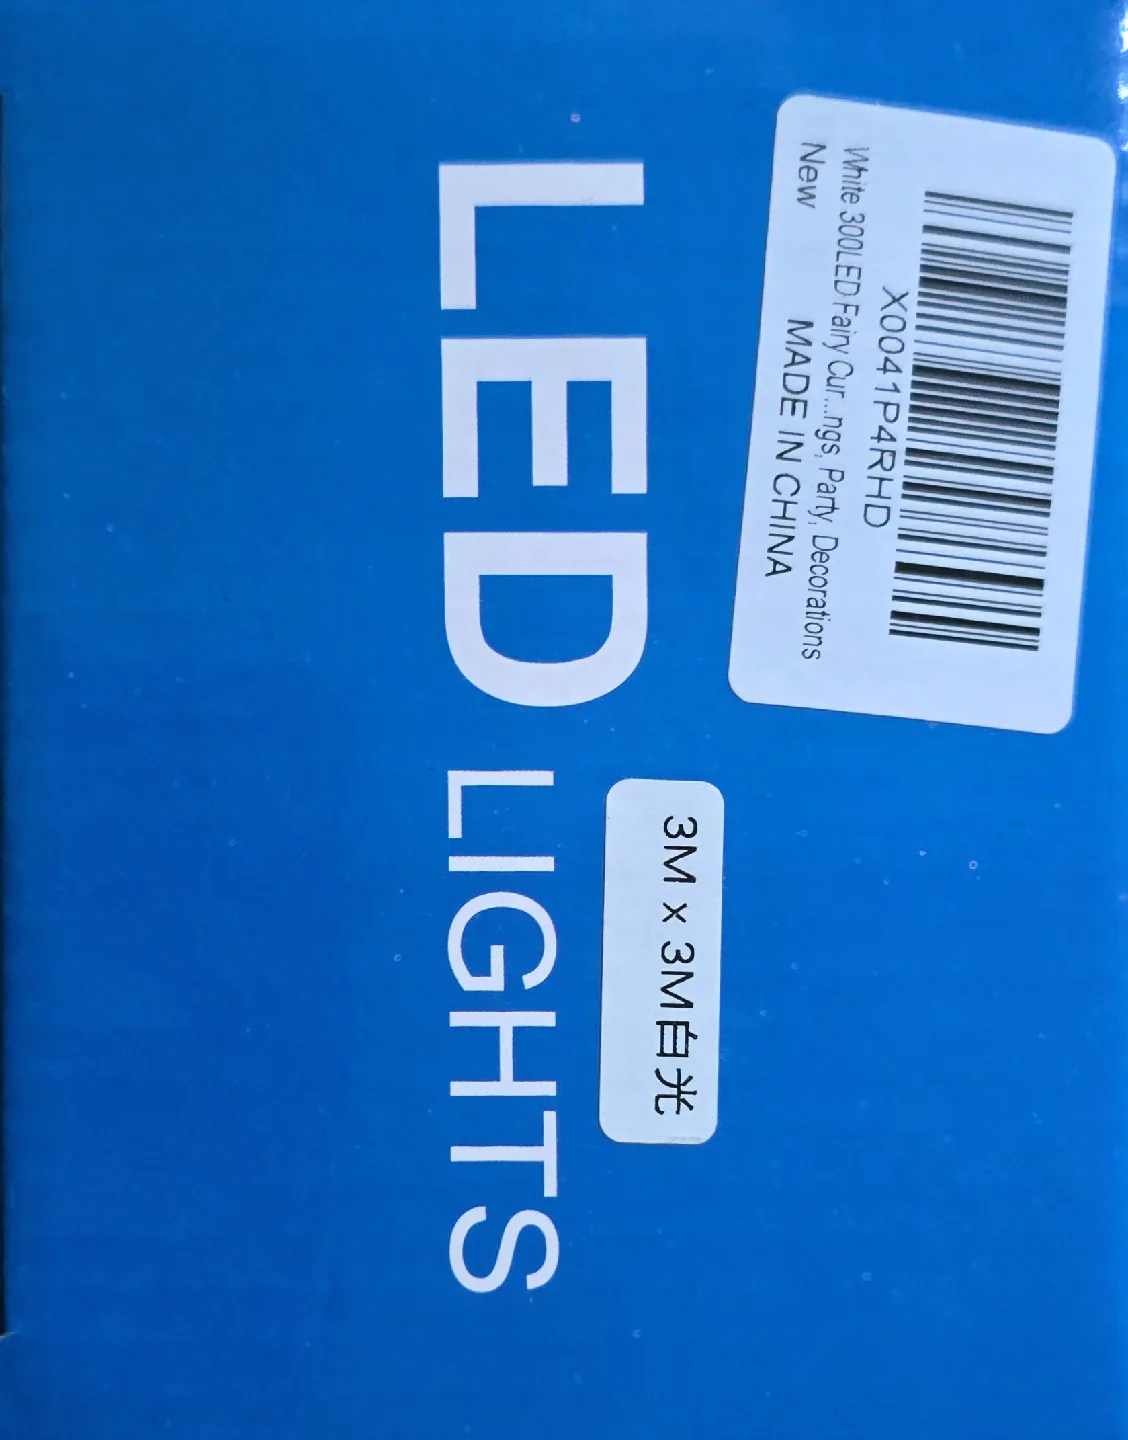 X0041P4RHD
White 300LED Fairy Cur...ngs, Party, Decorations
New MADE IN CHINA
3M x 3M白光
LED LIGHTS